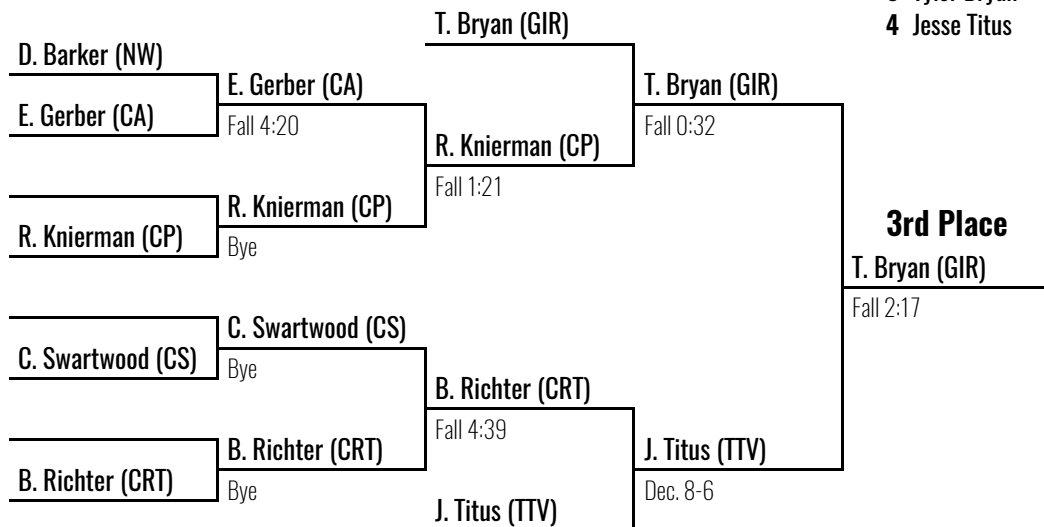 4 Jesse Titus
T. Bryan (GIR)
D. Barker (NW)
E. Gerber (CA)
T. Bryan (GIR)
E. Gerber (CA)
Fall 4:20
Fall 0:32
R. Knierman (CP)
Fall 1:21
R. Knierman (CP)
R. Knierman (CP)
Bye
3rd Place
T. Bryan (GIR)
Fall 2:17
C. Swartwood (CS)
C. Swartwood (CS)
Bye
B. Richter (CRT)
Fall 4:39
B. Richter (CRT)
J. Titus (TTV)
B. Richter (CRT)
Bye
Dec. 8-6
J. Titus (TTV)